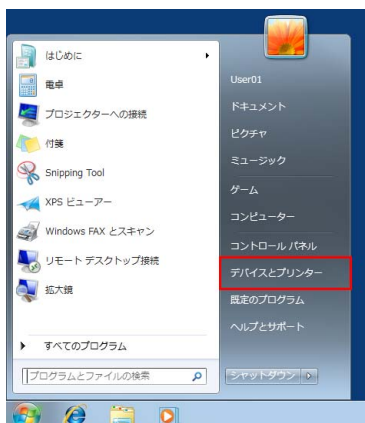 はじめに
電卓
プロジェクターへの接続
付箋
Snipping Tool
XPS ビューアー
Windows FAX とスキャン
リモート デスクトップ接続
拡大鏡
すべてのプログラム
プログラムとファイルの検索
User01
ドキュメント
ピクチャ
ミュージック
ゲーム
コンピューター
コントロール パネル
デバイスとプリンター
既定のプログラム
ヘルプとサポート
シャットダウン